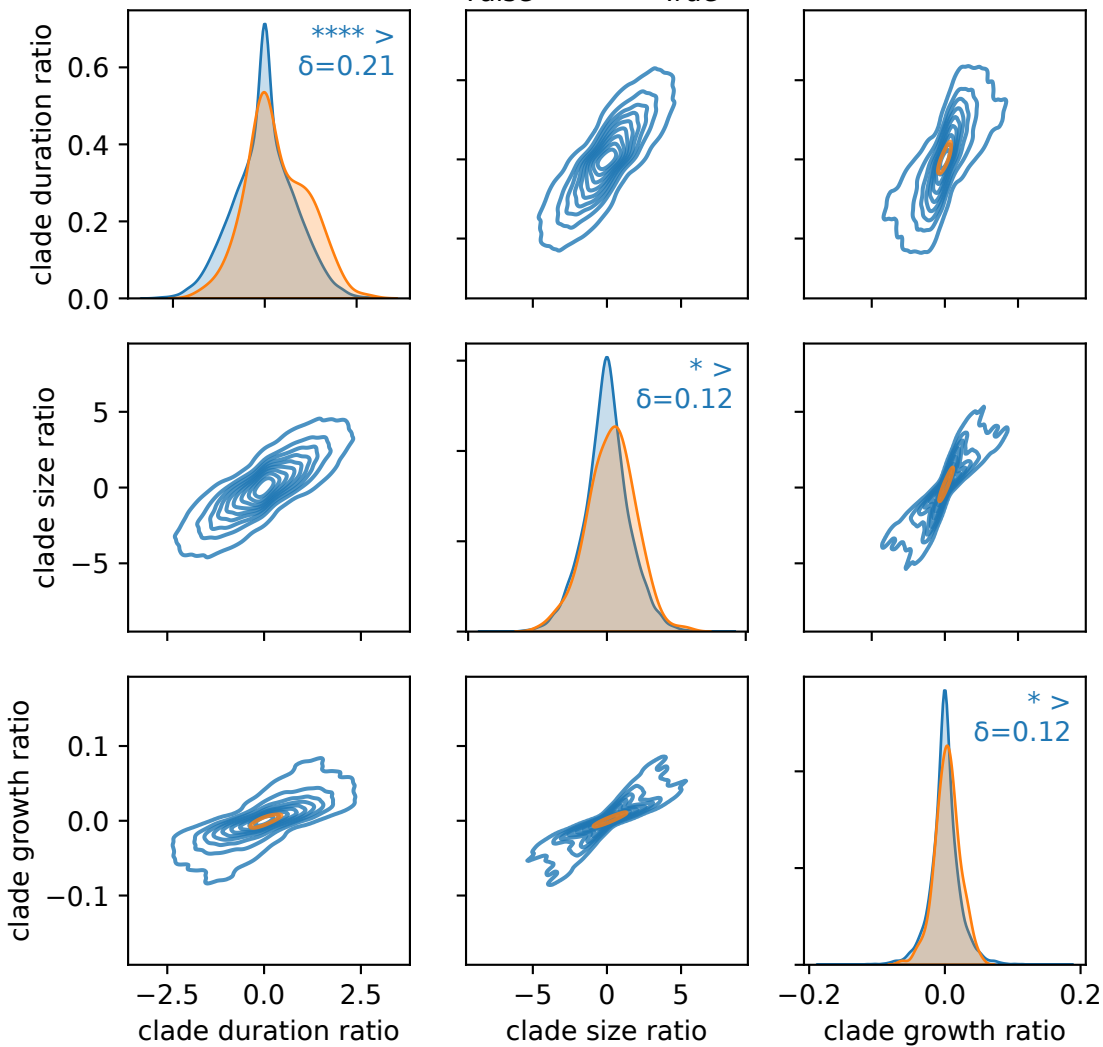 True
clade duration ratio
0.6
0.4
0.2
0.0
**** >
δ=0.21
clade size ratio
5
0
−5
* >
δ=0.12
clade growth ratio
0.1
0.0
−0.1
* >
δ=0.12
−2.5 0.0 2.5
−5 0 5
−0.2 0.0 0.2
clade duration ratio
clade size ratio
clade growth ratio